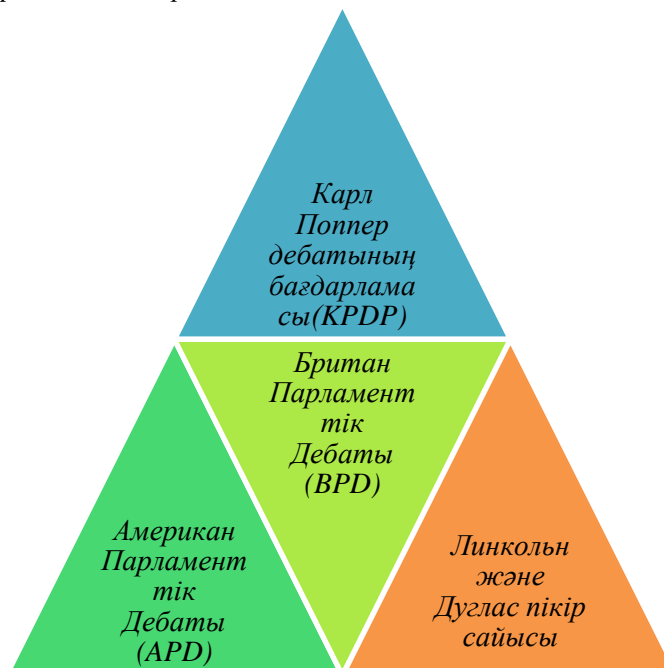 Карл
Поппер
дебатының
бағдарлама
сы(KPDP)
Британ
Парламент
тік
Дебаты
(BPD)
Американ
Парламент
тік
Дебаты
(APD)
Линкольн
және
Дуглас пікір
сайысы